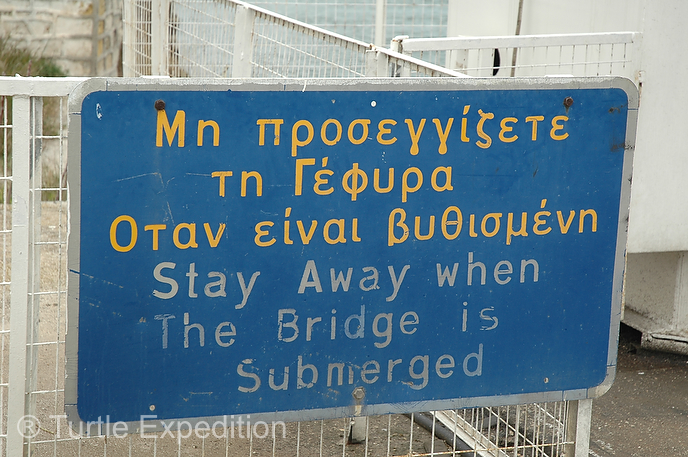 Μη προσεγγίζετε
τη Γέφυρα
Οταν είναι βυθισμένη
Stay Away when
The Bridge is
Submerged
® Turtle Expedition